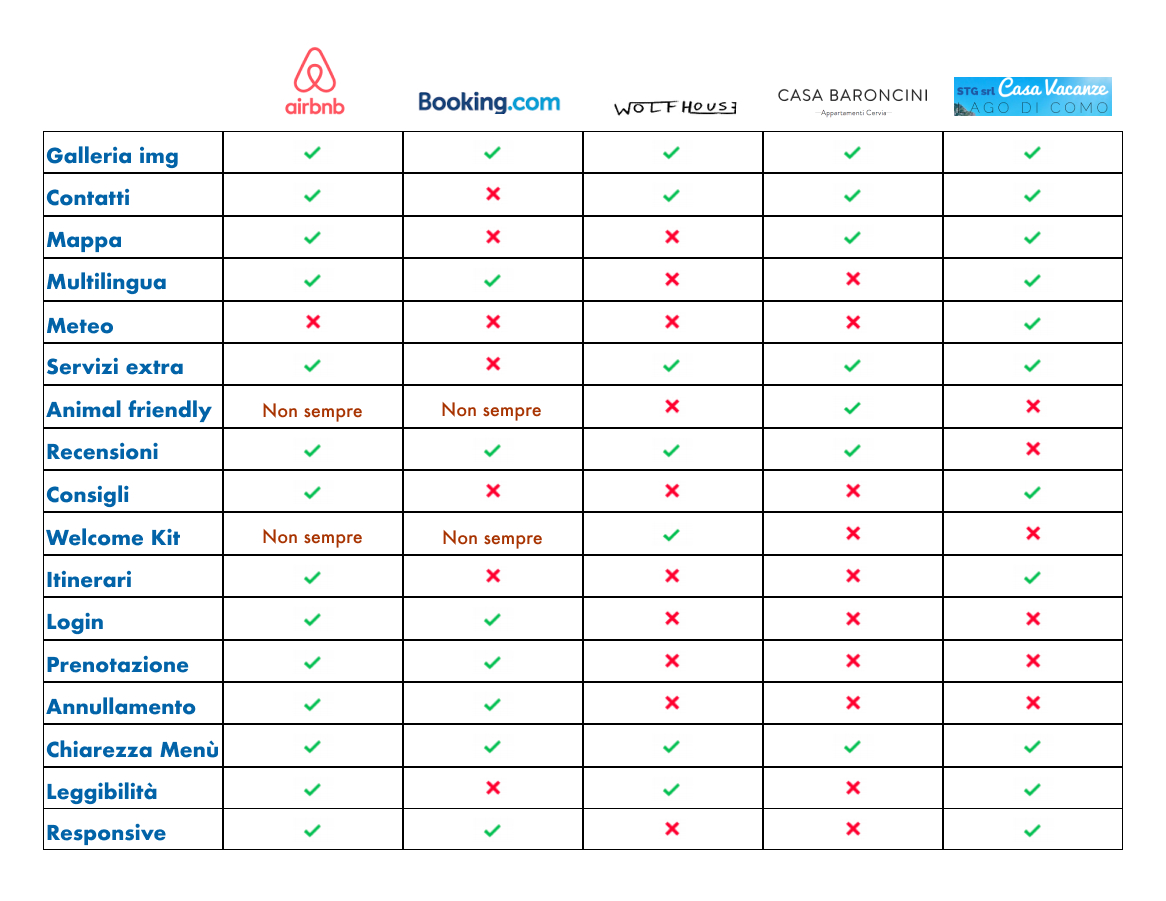 airbnb
Booking.com
WOLFHOUSE
CASA BARONCINI
Appartamenti Cervia
STG srl Casa Vacanze
LAGO DI COMO
Galleria img
Contatti
Mappa
Multilingua
Meteo
Servizi extra
Animal friendly Non sempre Non sempre
Recensioni
Consigli
Welcome Kit Non sempre Non sempre
Itinerari
Login
Prenotazione
Annullamento
Chiarezza Menù
Leggibilità
Responsive